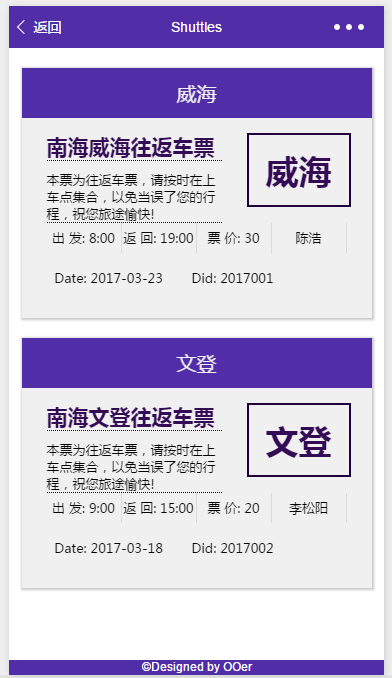 返回 Shuttles
威海
南海威海往返车票
威海
本票为往返车票，请按时在上
车点集合，以免当误了您的行
程，祝您旅途愉快!
出 发: 8:00 返 回: 19:00 票 价: 30 陈洁
Date: 2017-03-23 Did: 2017001
文登
南海文登往返车票
文登
本票为往返车票，请按时在上
车点集合，以免当误了您的行
程，祝您旅途愉快!
出 发: 9:00 返 回: 15:00 票 价: 20 李松阳
Date: 2017-03-18 Did: 2017002
©Designed by OOer